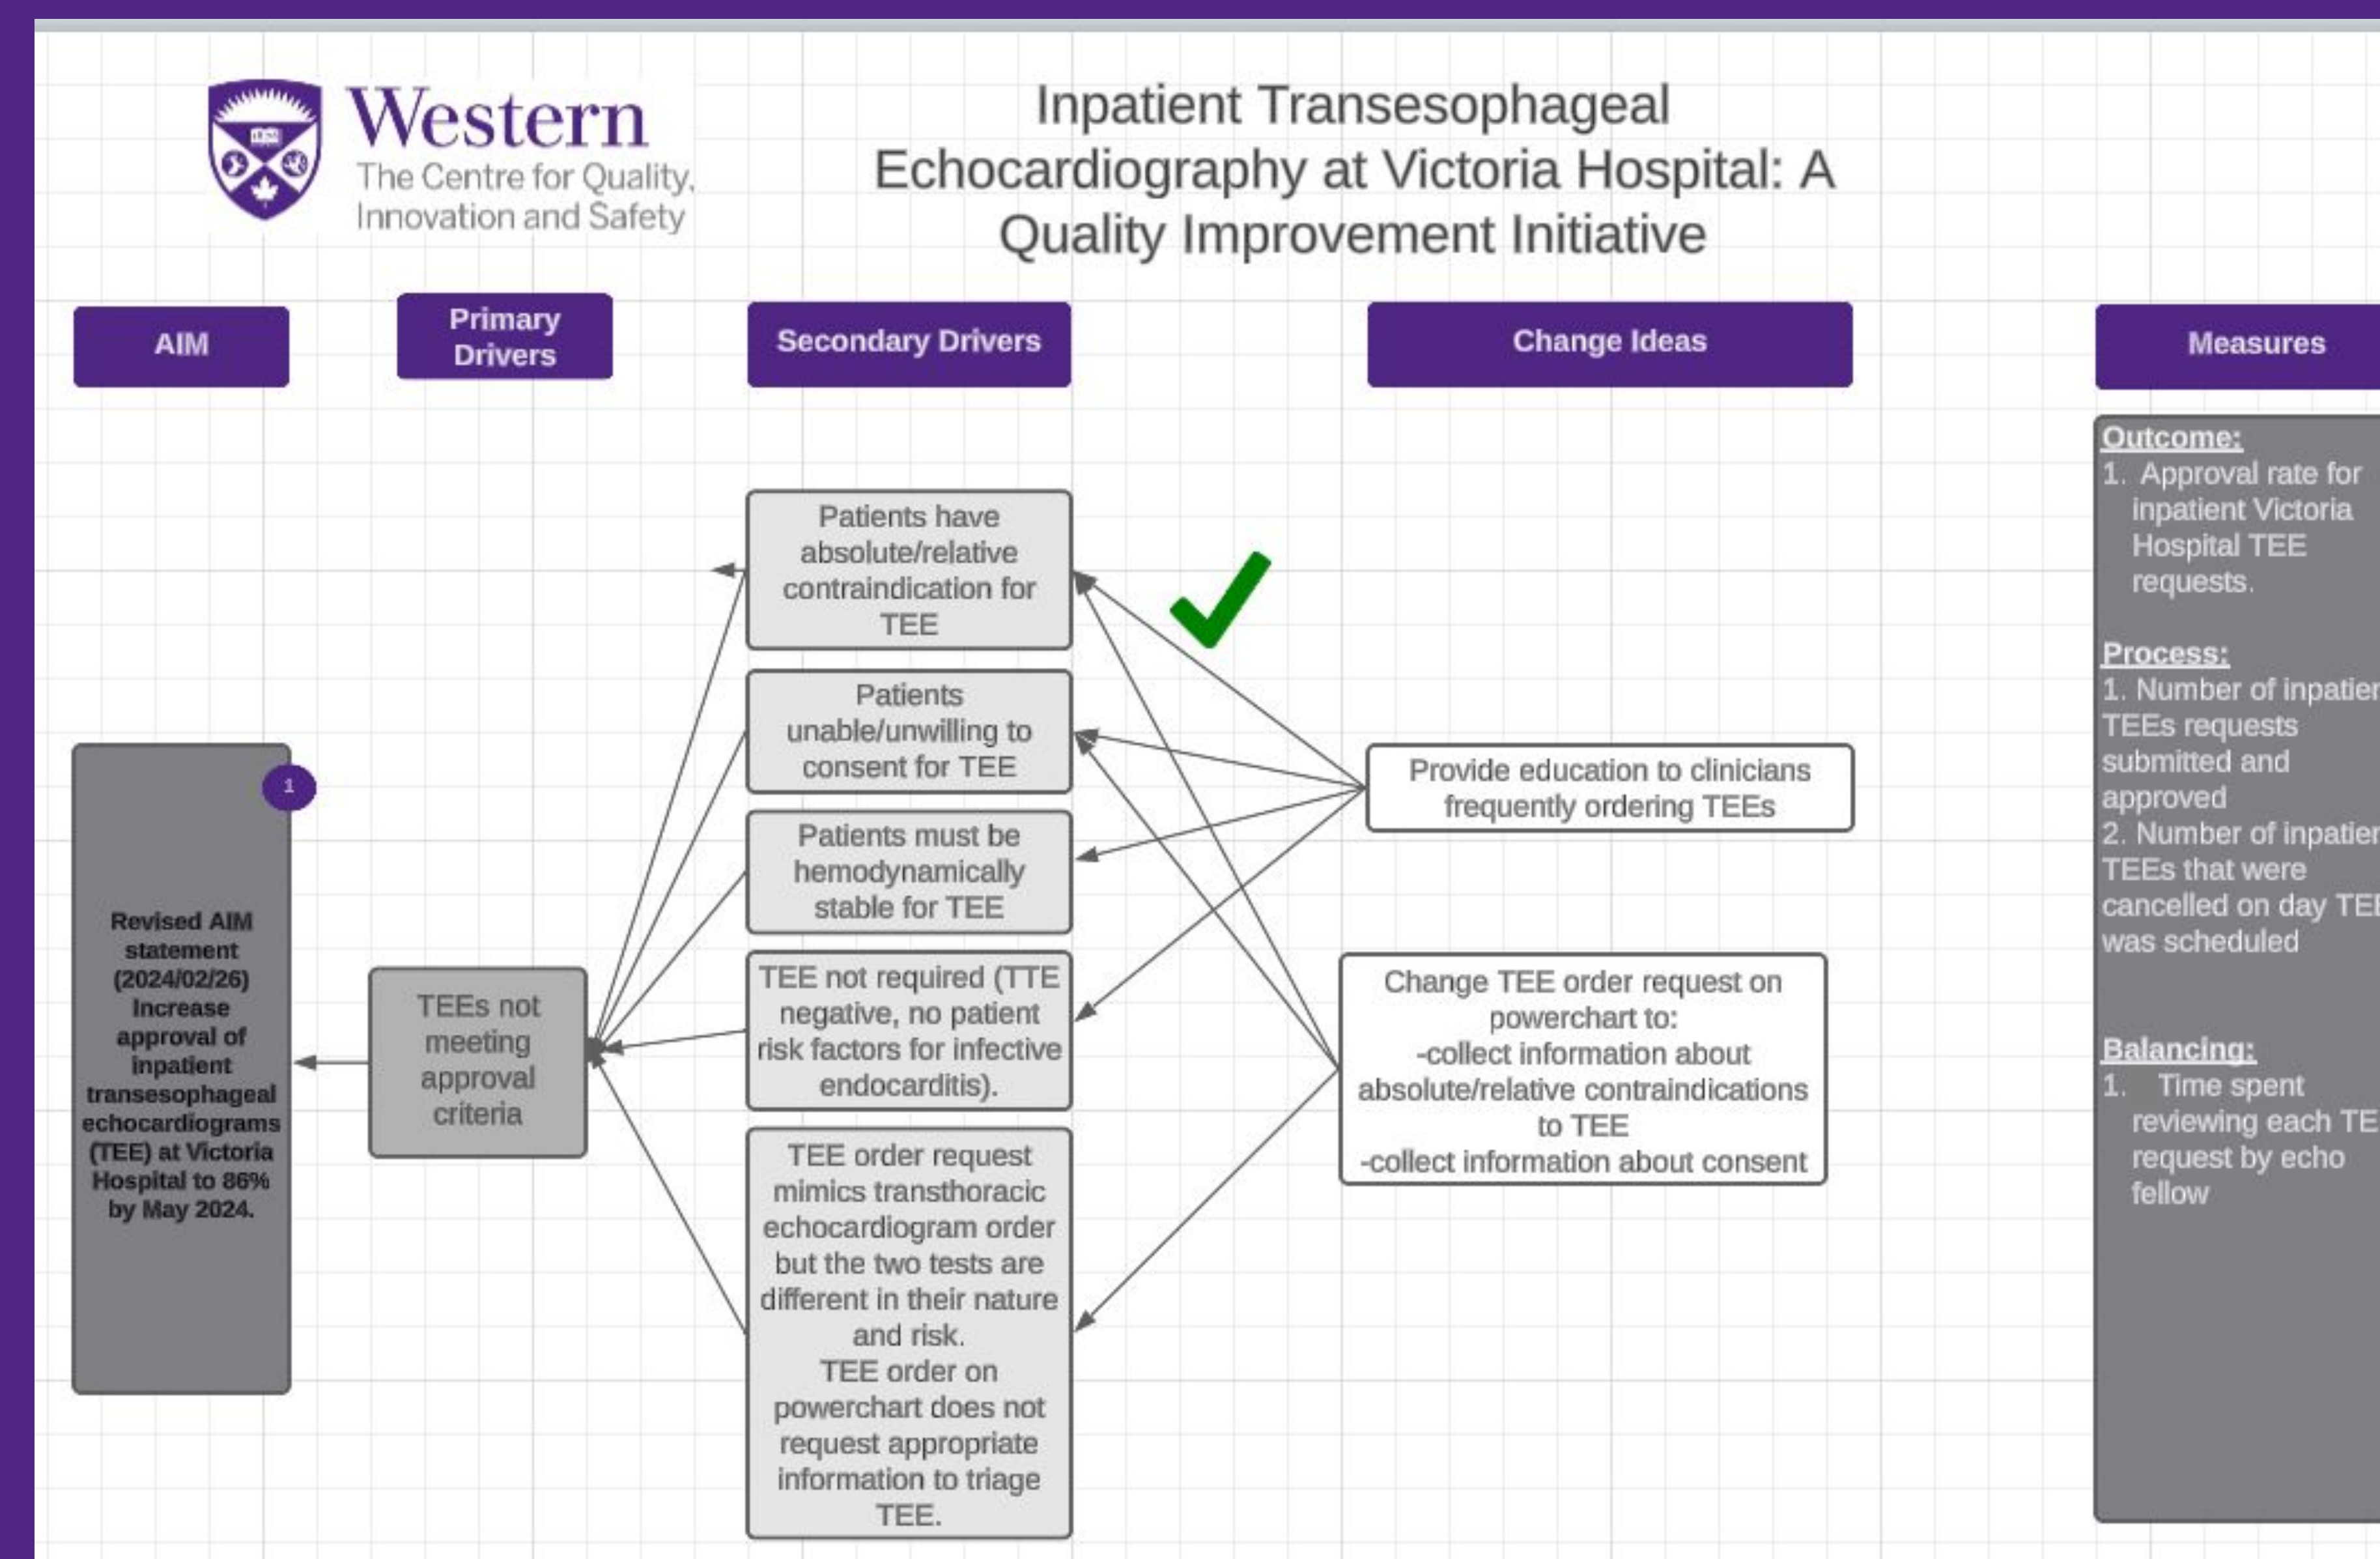 Western
The Centre for Quality,
Innovation and Safety
Inpatient Transesophageal
Echocardiography at Victoria Hospital: A
Quality Improvement Initiative
AIM
Primary
Drivers
Secondary Drivers
Change Ideas
Measures
1
Revised AIM
statement
(2024/02/26)
Increase
approval of
inpatient
transesophageal
echocardiograms
(TEE) at Victoria
Hospital to 86%
by May 2024.
TEEs not
meeting
approval
criteria
Patients have
absolute/relative
contraindication for
TEE
Patients
unable/unwilling to
consent for TEE
Patients must be
hemodynamically
stable for TEE
TEE not required (TTE
negative, no patient
risk factors for infective
endocarditis).
TEE order request
mimics transthoracic
echocardiogram order
but the two tests are
different in their nature
and risk.
TEE order on
powerchart does not
request appropriate
information to triage
TEE.
Provide education to clinicians
frequently ordering TEEs
Change TEE order request on
powerchart to:
-collect information about
absolute/relative contraindications
to TEE
-collect information about consent
Outcome:
1. Approval rate for
inpatient Victoria
Hospital TEE
requests.
Process:
1. Number of
TEEs requests
submitted and
approved
2. Number of
TEEs that were
cancelled on day
was scheduled
Balancing:
1. Time spent
reviewing each
request by echo
fellow